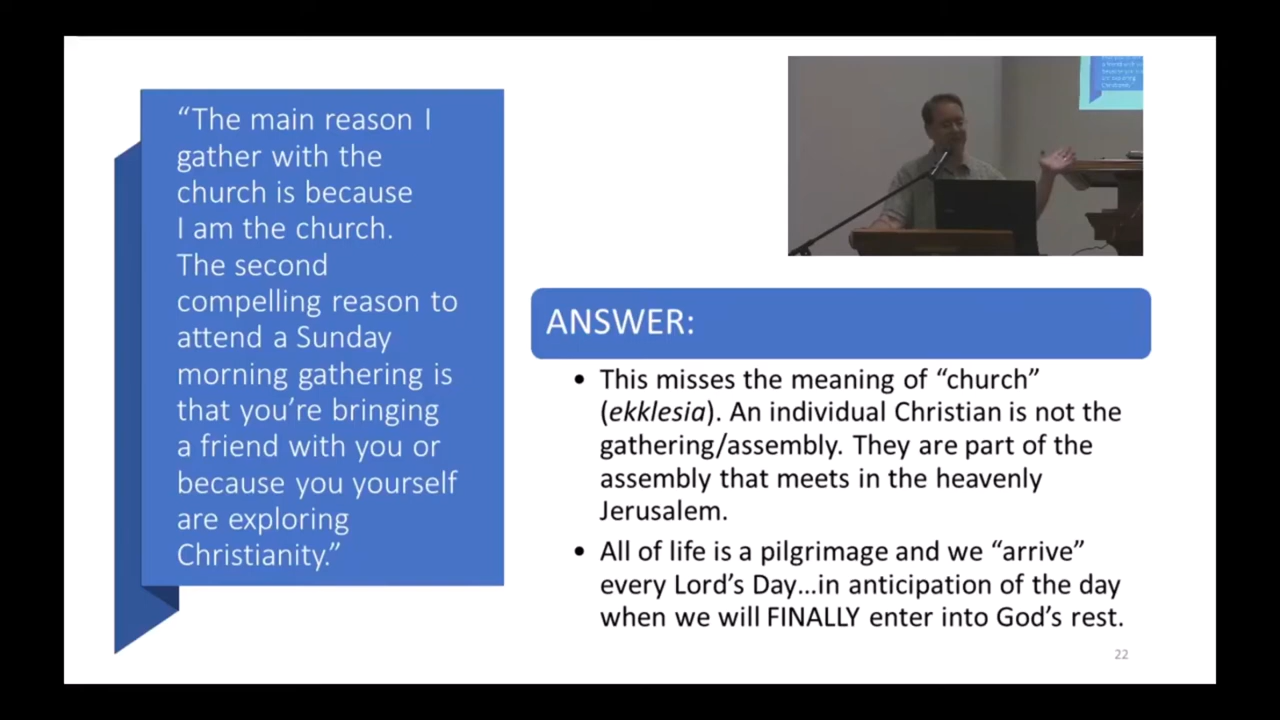 “The main reason I
gather with the
church is because
I am the church.
The second
compelling reason to
attend a Sunday
morning gathering is
that you’re bringing
a friend with you or
because you yourself
are exploring
Christianity.”
ANSWER:
• This misses the meaning of “church”
(ekklesia). An individual Christian is not the
gathering/assembly. They are part of the
assembly that meets in the heavenly
Jerusalem.
• All of life is a pilgrimage and we “arrive”
every Lord’s Day…in anticipation of the day
when we will FINALLY enter into God’s rest.
22